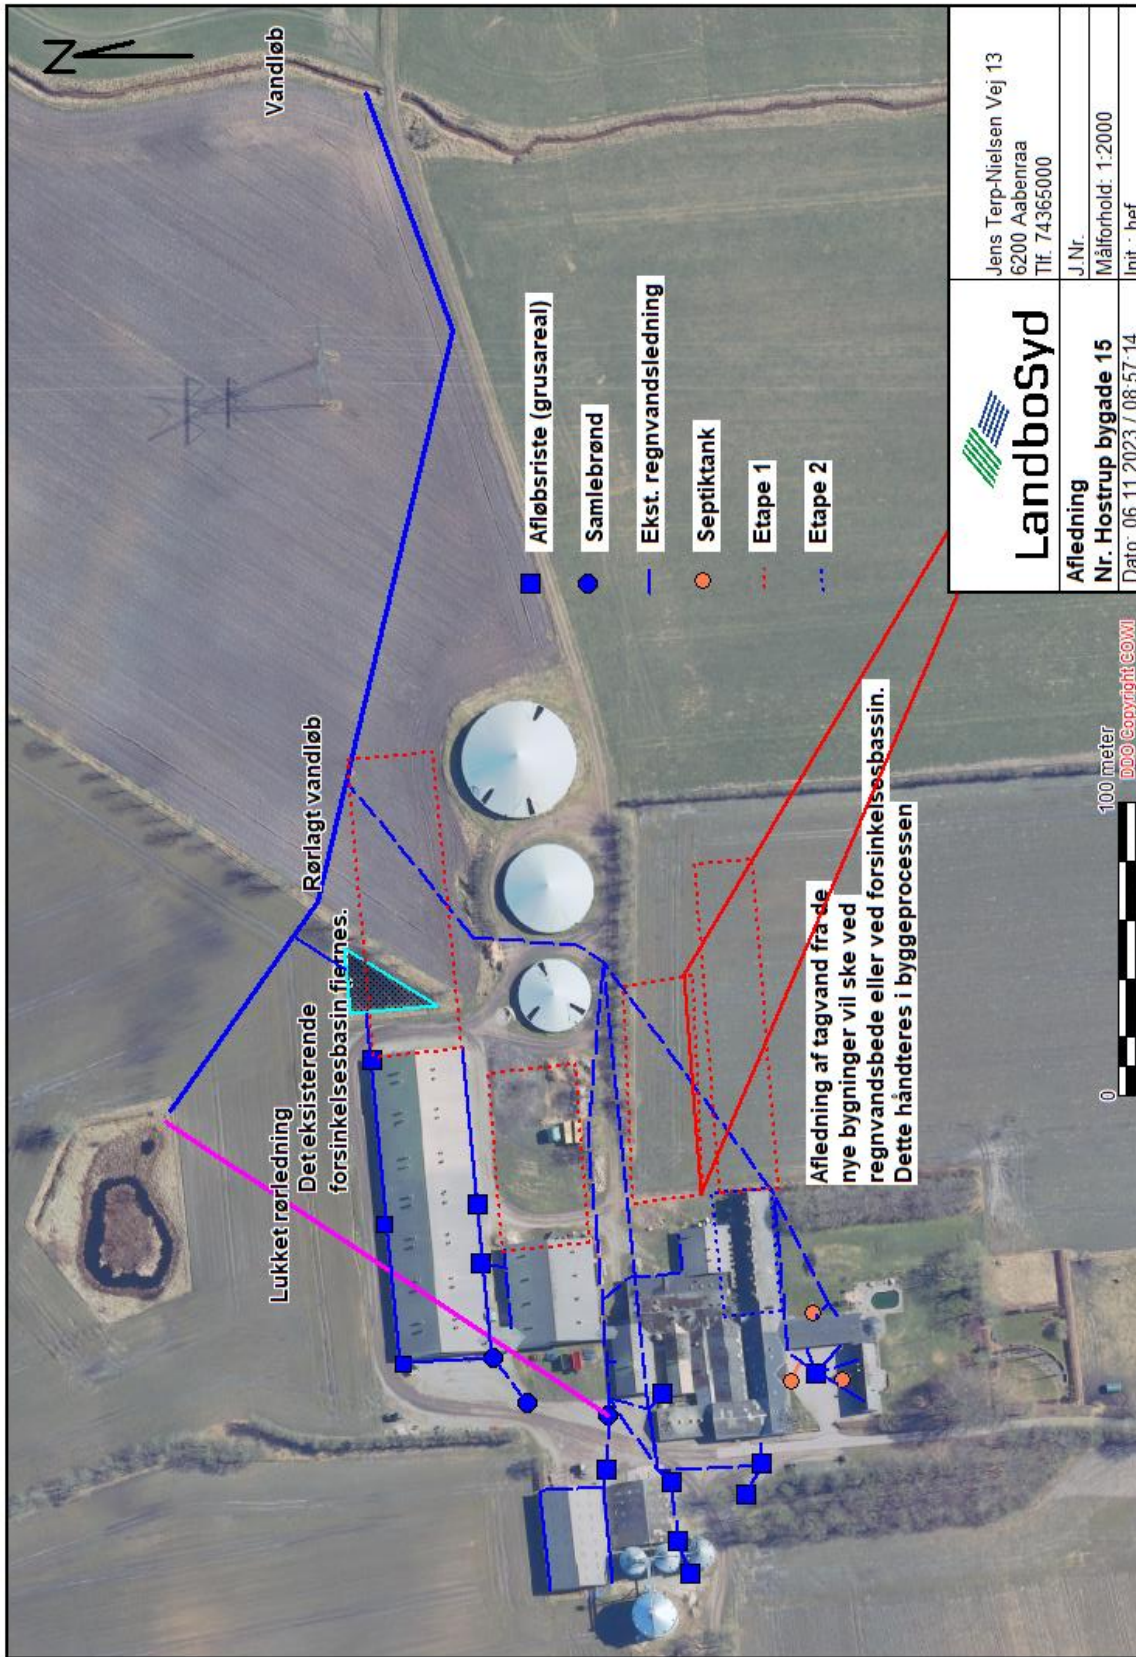 N
Vandløb
Rørlagt vandløb
Lukket rørledning
Det eksisterende
forsinkelsesbasin fjernes.
Afløbsriste (grusareal)
Samlebrønd
Ekst. regnvandsledning
Septiktank
Etape 1
Etape 2
Afledning af tagvand fra de
nye bygninger vil ske ved
regnvandsbede eller ved forsinkelsesbassin.
Dette håndteres i byggeprocessen
0
100 meter
DDO Copyright COWI
LandboSyd
Jens Terp-Nielsen Vej 13
6200 Aabenraa
Tlf. 74365000
Afledning
Nr. Hostrup bygade 15
J.Nr.
Målforhold: 1:2000
Dato: 06.11.2023 / 08:57:14
Init.: hef